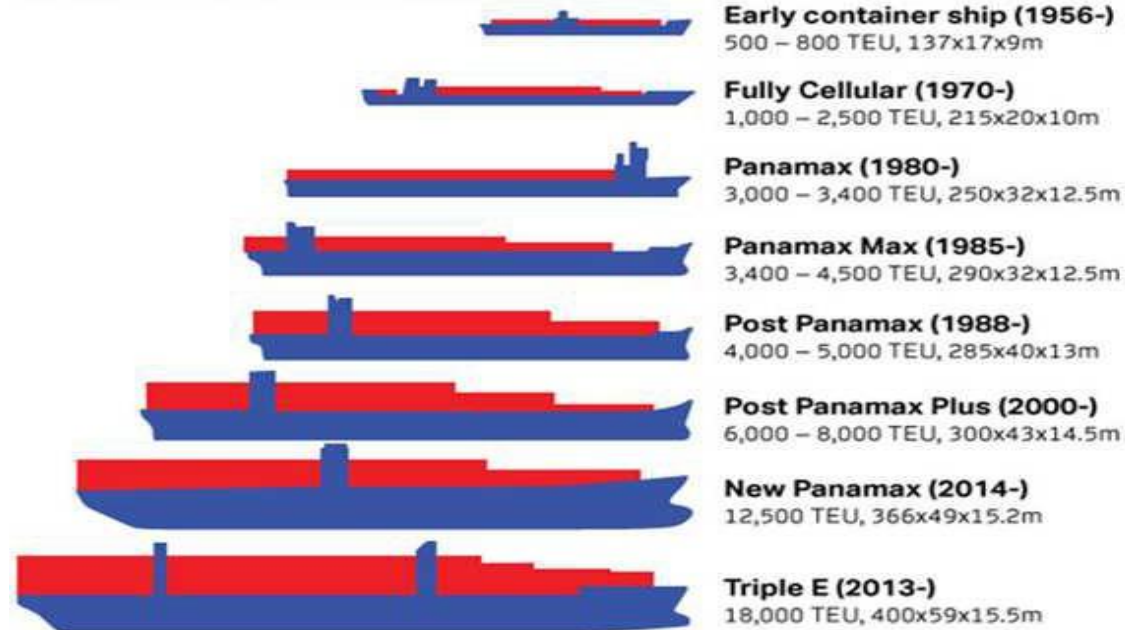 Early container ship (1956-)
500 – 800 TEU, 137x17x9m
Fully Cellular (1970-)
1,000 – 2,500 TEU, 215x20x10m
Panamax (1980-)
3,000 – 3,400 TEU, 250x32x12.5m
Panamax Max (1985-)
3,400 – 4,500 TEU, 290x32x12.5m
Post Panamax (1988-)
4,000 – 5,000 TEU, 285x40x13m
Post Panamax Plus (2000-)
6,000 – 8,000 TEU, 300x43x14.5m
New Panamax (2014-)
12,500 TEU, 366x49x15.2m
Triple E (2013-)
18,000 TEU, 400x59x15.5m